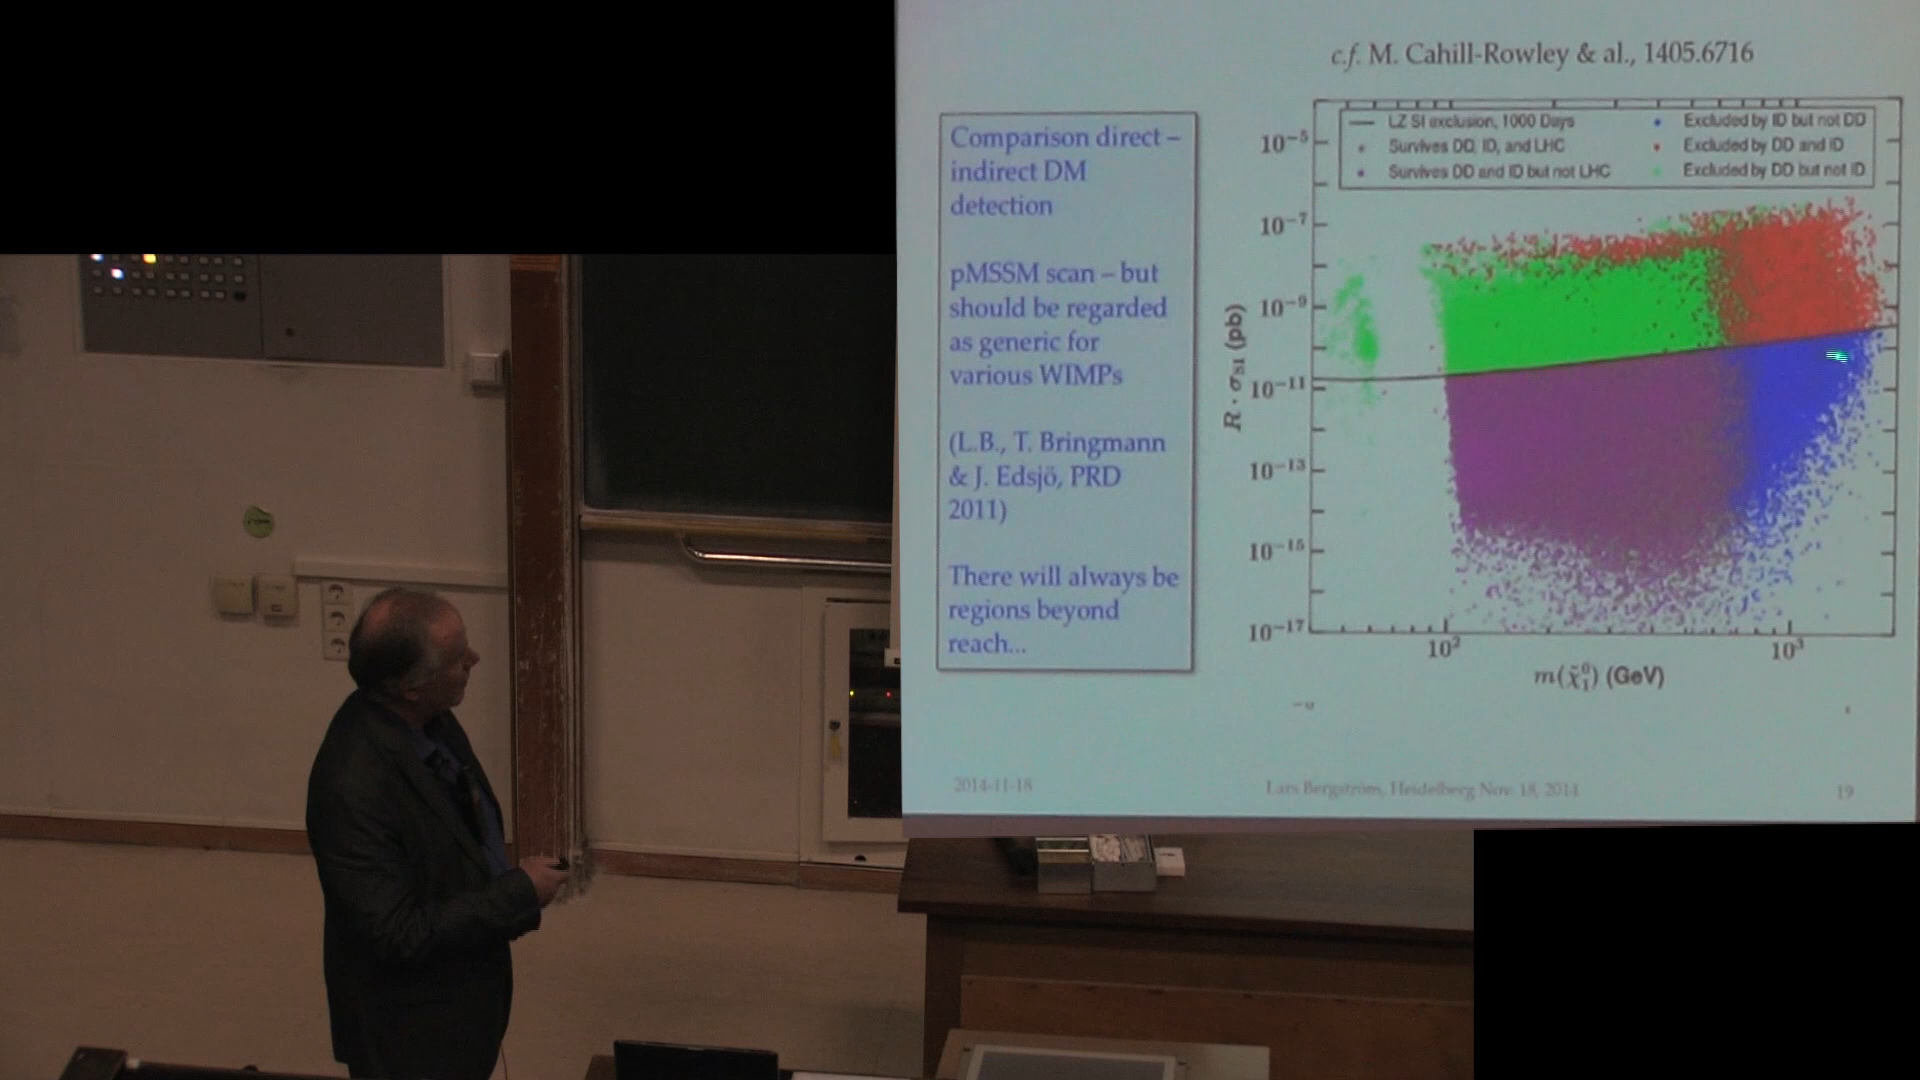 c.f. M. Cahill-Rowley & al., 1405.6716
Comparison direct –
indirect DM
detection
pMSSM scan – but
should be regarded
as generic for
various WIMPs
(L.B., T. Bringmann
& J. Edsjö, PRD
2011)
There will always be
regions beyond
reach...
LZ SI exclusion, 1000 Days
Survives DD, ID, and LHC
Survives DD and ID but not LHC
Excluded by ID but not DD
Excluded by DD and ID
Excluded by DD but not ID
10⁻⁵
10⁻⁷
10⁻⁹
10⁻¹¹
10⁻¹³
10⁻¹⁵
10⁻¹⁷
R · σSI (pb)
10²
10³
m(χ̃₁⁰) (GeV)
2014-11-18
Lars Bergström, Heidelberg Nov. 18, 2014
19